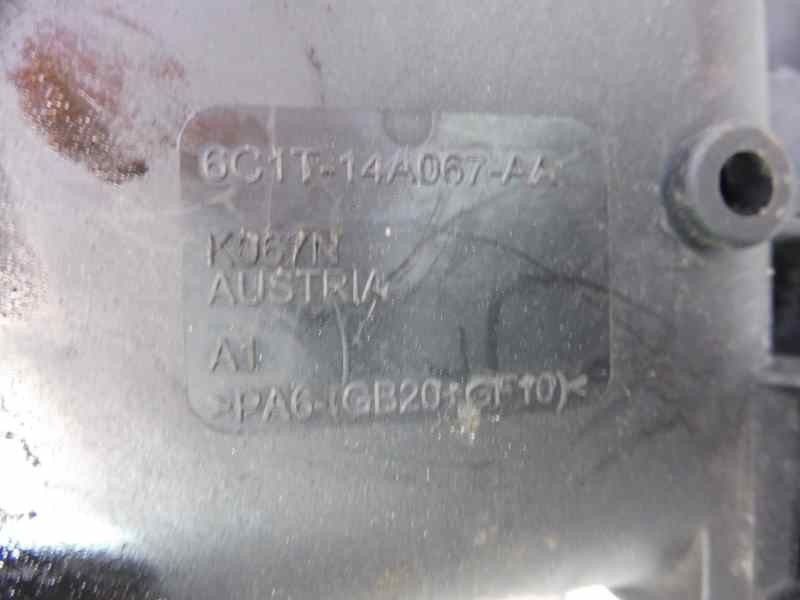 6C1T-14A067-AA
K067N
AUSTRIA
A1
>PA6-(GB20+GF10)<